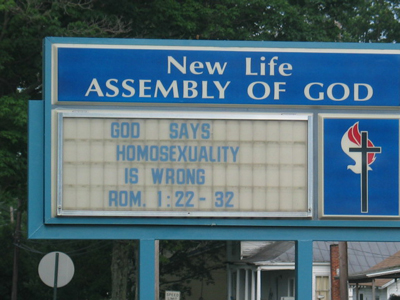 New Life
ASSEMBLY OF GOD
GOD SAYS
HOMOSEXUALITY
IS WRONG
ROM. 1:22-32